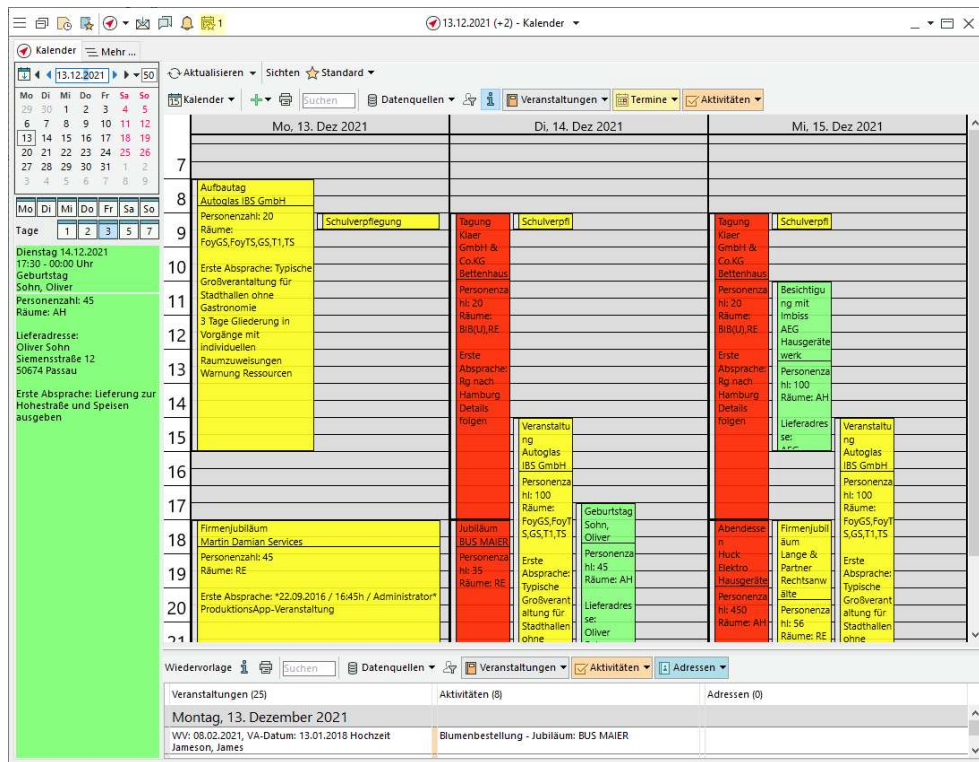 1
13.12.2021 (+2) - Kalender
Kalender
Mehr ...
13.12.2021
50
Mo Di Mi Do Fr Sa So
29 30 1 2 3 4 5
6 7 8 9 10 11 12
13 14 15 16 17 18 19
20 21 22 23 24 25 26
27 28 29 30 31 1 2
3 4 5 6 7 8 9
Mo Di Mi Do Fr Sa So
Tage 1 2 3 5 7
Dienstag 14.12.2021
17:30 - 00:00 Uhr
Geburtstag
Sohn, Oliver
Personenzahl: 45
Räume: AH
Lieferadresse:
Oliver Sohn
Siemensstraße 12
50674 Passau
Erste Absprache: Lieferung zur
Hohestraße und Speisen
ausgeben
Aktualisieren
Sichten
Standard
15
Kalender
Suchen
Datenquellen
Veranstaltungen
Termine
Aktivitäten
Mo, 13. Dez 2021
Di, 14. Dez 2021
Mi, 15. Dez 2021
7
8
9
10
11
12
13
14
15
16
17
18
19
20
21
Aufbautag
Autoglas IBS GmbH
Personenzahl: 20
Räume:
FoyGS,FoyTS,GS,T1,TS
Erste Absprache: Typische
Großverantaltung für
Stadthallen ohne
Gastronomie
3 Tage Gliederung in
Vorgänge mit
individuellen
Raumzuweisungen
Warnung Ressourcen
Schulverpflegung
Firmenjubiläum
Martin Damian Services
Personenzahl: 45
Räume: RE
Erste Absprache: *22.09.2016 / 16:45h / Administrator*
ProduktionsApp-Veranstaltung
Tagung
Klaer
GmbH &
Co.KG
Bettenhaus
Personenza
hl: 20
Räume:
BIB(U),RE
Erste
Absprache:
Rg nach
Hamburg
Details
folgen
Jubiläum
BUS MAIER
Personenza
hl: 35
Räume: RE
Schulverpfl
Veranstaltu
ng
Autoglas
IBS GmbH
Personenza
hl: 100
Räume:
FoyGS,FoyT
S,GS,T1,TS
Erste
Absprache:
Typische
Großverant
altung für
Stadthallen
ohne
Geburtstag
Sohn,
Oliver
Personenza
hl: 45
Räume: AH
Lieferadres
se:
Oliver
Tagung
Klaer
GmbH &
Co.KG
Bettenhaus
Personenza
hl: 20
Räume:
BIB(U),RE
Erste
Absprache:
Rg nach
Hamburg
Details
folgen
Abendesse
n
Huck
Elektro
Hausgeräte
Personenza
hl: 450
Räume: AH
Schulverpfl
Besichtigu
ng mit
Imbiss
AEG
Hausgeräte
werk
Personenza
hl: 100
Räume: AH
Lieferadres
se:
AEG
Firmenjubil
äum
Lange &
Partner
Rechtsanw
älte
Personenza
hl: 56
Räume: RE
Veranstaltu
ng
Autoglas
IBS GmbH
Personenza
hl: 100
Räume:
FoyGS,FoyT
S,GS,T1,TS
Erste
Absprache:
Typische
Großverant
altung für
Stadthallen
ohne
Wiedervorlage
Suchen
Datenquellen
Veranstaltungen
Aktivitäten
Adressen
Veranstaltungen (25)
Aktivitäten (8)
Adressen (0)
Montag, 13. Dezember 2021
WV: 08.02.2021, VA-Datum: 13.01.2018 Hochzeit
Jameson, James
Blumenbestellung - Jubiläum: BUS MAIER